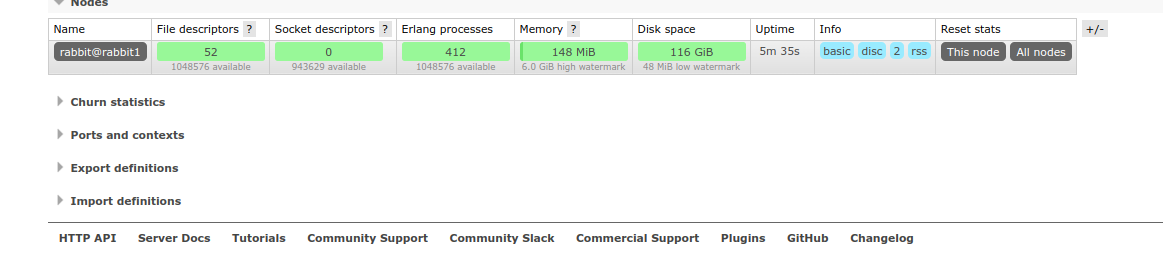 Nodes
Name File descriptors ? Socket descriptors ? Erlang processes Memory ? Disk space Uptime Info Reset stats +/-
rabbit@rabbit1 52 0 412 148 MiB 116 GiB 5m 35s basic disc 2 rss This node All nodes
1048576 available 943629 available 1048576 available 6.0 GiB high watermark 48 MiB low watermark
Churn statistics
Ports and contexts
Export definitions
Import definitions
HTTP API Server Docs Tutorials Community Support Community Slack Commercial Support Plugins GitHub Changelog